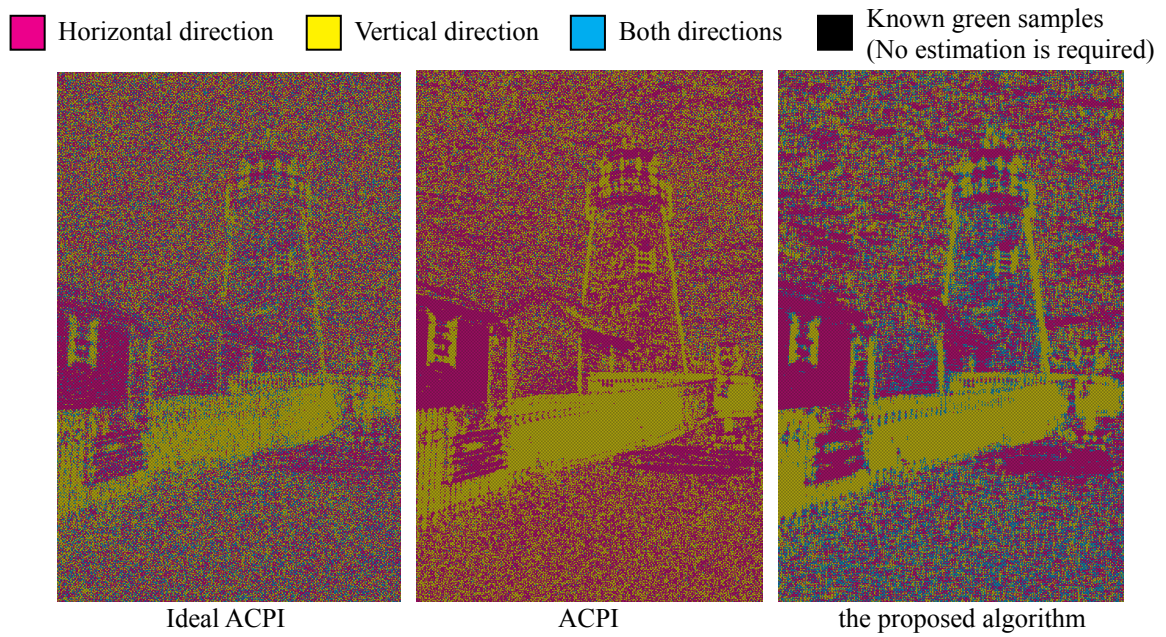 Horizontal direction
Vertical direction
Both directions
Known green samples
(No estimation is required)
Ideal ACPI
ACPI
the proposed algorithm